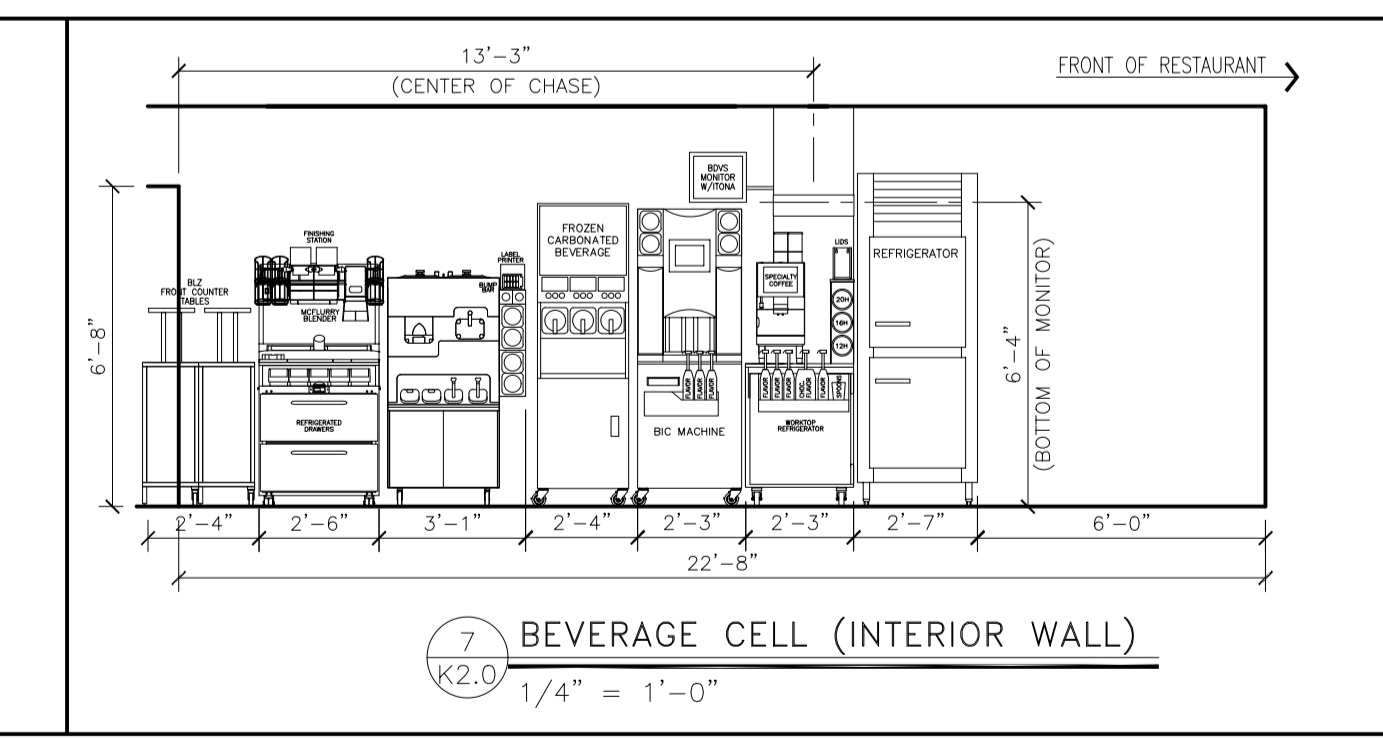 13'-3"
(CENTER OF CHASE)
FRONT OF RESTAURANT
BDVS
MONITOR
W/ITONA
FINISHING
STATION
MCFLURRY
BLENDER
BLZ
FRONT COUNTER
TABLES
LABEL
PRINTER
BUMP
BAR
FROZEN
CARBONATED
BEVERAGE
SPECIALTY
COFFEE
LIDS
20H
16H
12H
REFRIGERATOR
6'-8"
6'-4"
(BOTTOM OF MONITOR)
FLAVOR
FLAVOR
FLAVOR
FLAVOR
FLAVOR
FLAVOR
CHOC.
FLAVOR
FLAVOR
SPOONS
REFRIGERATED
DRAWERS
BIC MACHINE
WORKTOP
REFRIGERATOR
2'-4"
2'-6"
3'-1"
2'-4"
2'-3"
2'-3"
2'-7"
6'-0"
22'-8"
7
K2.0
BEVERAGE CELL (INTERIOR WALL)
1/4" = 1'-0"